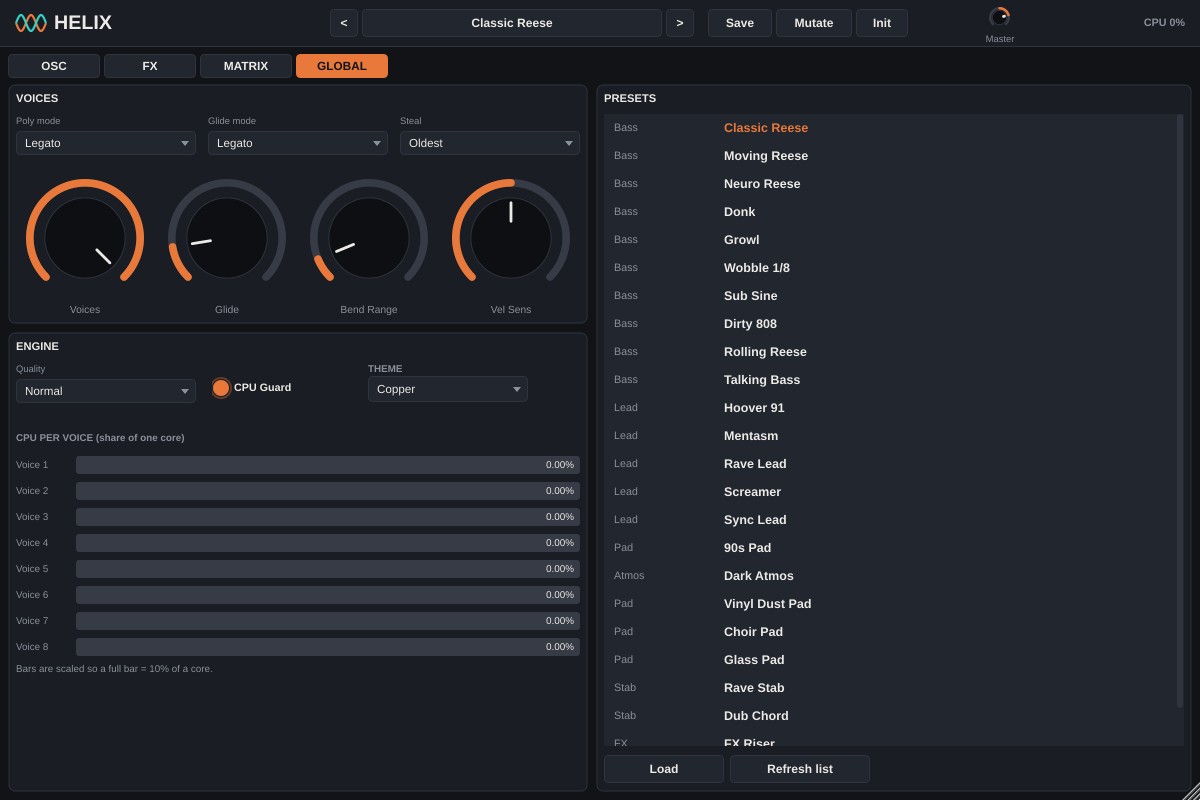 HELIX
<
Classic Reese
>
Save
Mutate
Init
Master
CPU 0%
OSC
FX
MATRIX
GLOBAL
VOICES
Poly mode
Glide mode
Steal
Legato
Legato
Oldest
Voices
Glide
Bend Range
Vel Sens
ENGINE
Quality
Normal
CPU Guard
THEME
Copper
CPU PER VOICE (share of one core)
Voice 1 0.00%
Voice 2 0.00%
Voice 3 0.00%
Voice 4 0.00%
Voice 5 0.00%
Voice 6 0.00%
Voice 7 0.00%
Voice 8 0.00%
Bars are scaled so a full bar = 10% of a core.
PRESETS
Bass Classic Reese
Bass Moving Reese
Bass Neuro Reese
Bass Donk
Bass Growl
Bass Wobble 1/8
Bass Sub Sine
Bass Dirty 808
Bass Rolling Reese
Bass Talking Bass
Lead Hoover 91
Lead Mentasm
Lead Rave Lead
Lead Screamer
Lead Sync Lead
Pad 90s Pad
Atmos Dark Atmos
Pad Vinyl Dust Pad
Pad Choir Pad
Pad Glass Pad
Stab Rave Stab
Stab Dub Chord
FX FX Riser
Load
Refresh list